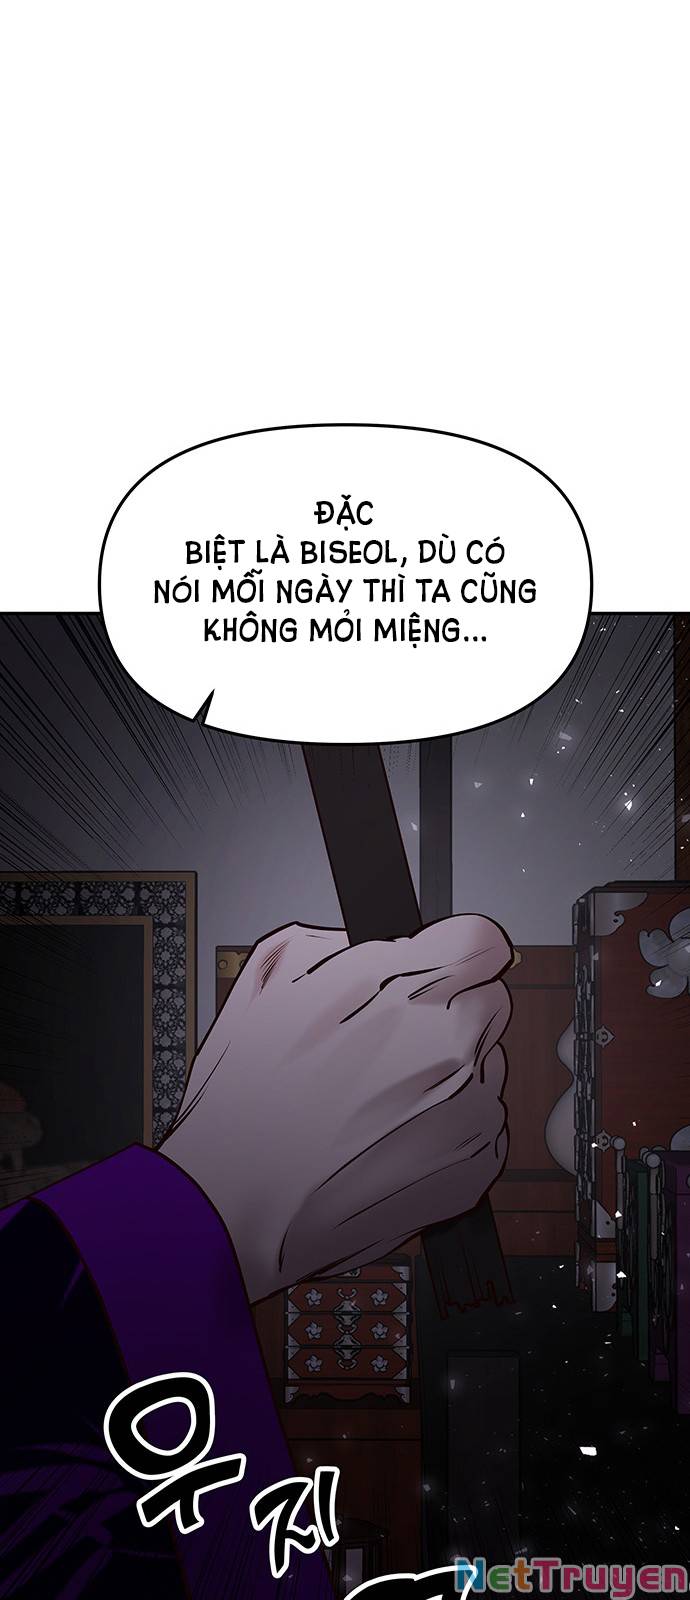 ĐẶC
BIỆT LÀ BISEOL, DÙ CÓ
NÓI MỖI NGÀY THÌ TA CŨNG
KHÔNG MỎI MIỆNG...
우지
NetTruyen